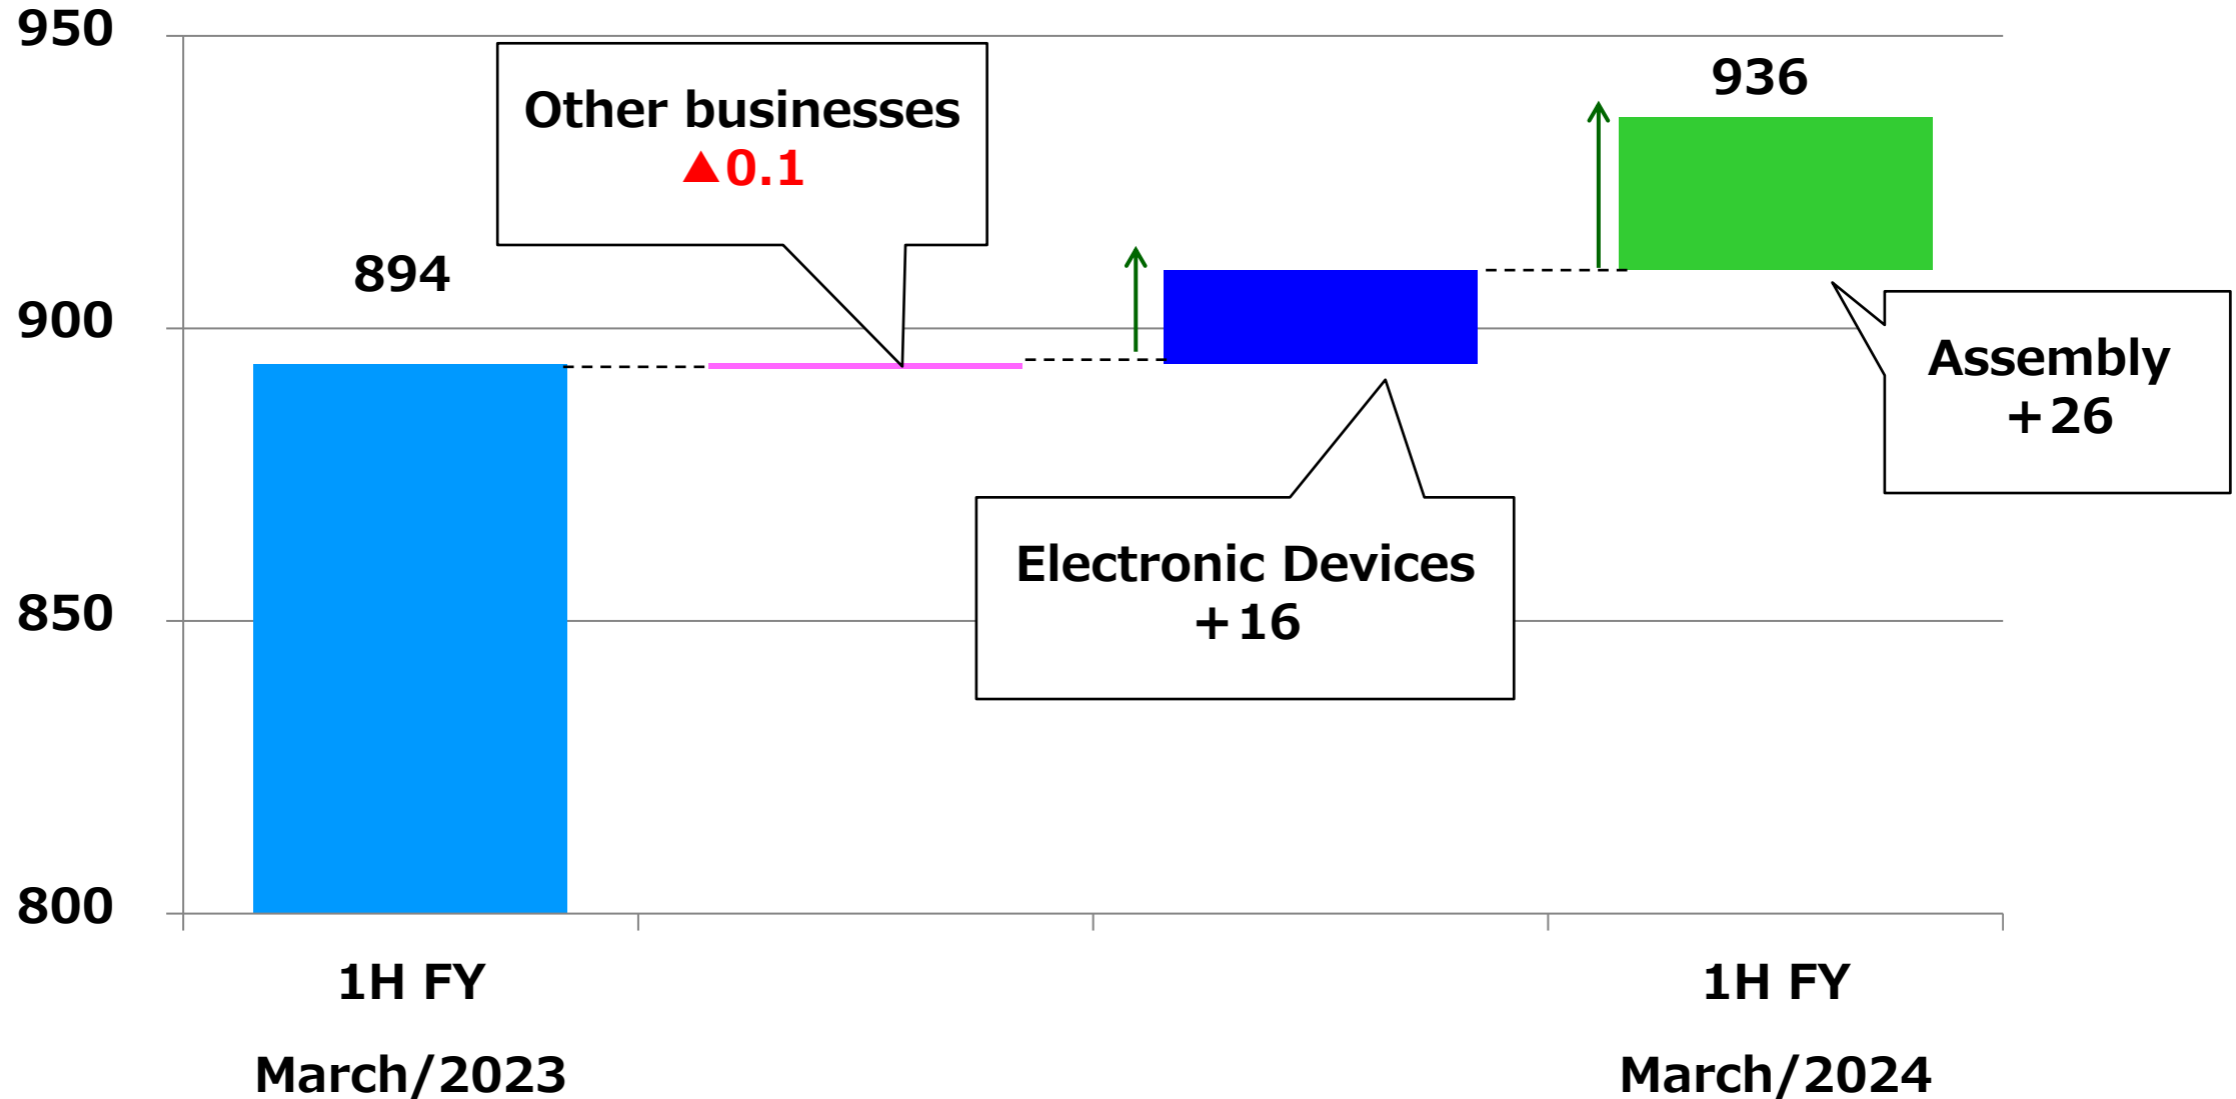 950
900
850
800
894
Other businesses
▲0.1
Electronic Devices
+16
936
Assembly
+26
1H FY
March/2023
1H FY
March/2024